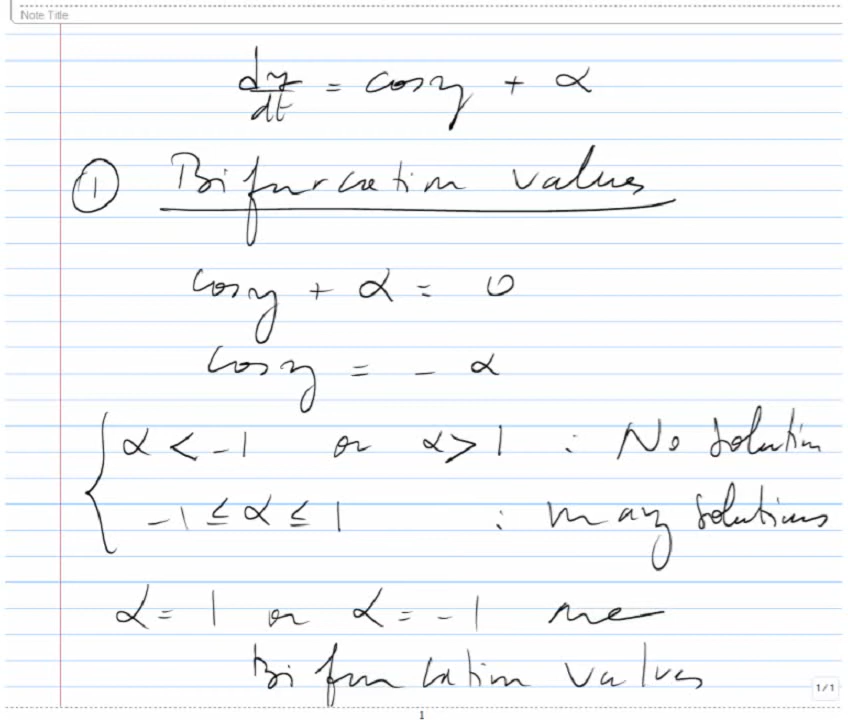 Note Title
dy/dt = cos y + α
① Bifurcation values
cos y + α = 0
cos y = - α
α < -1 or α > 1 : No solution
-1 ≤ α ≤ 1 : many solutions
α = 1 or α = -1 are
Bifurcation values
1/1
1